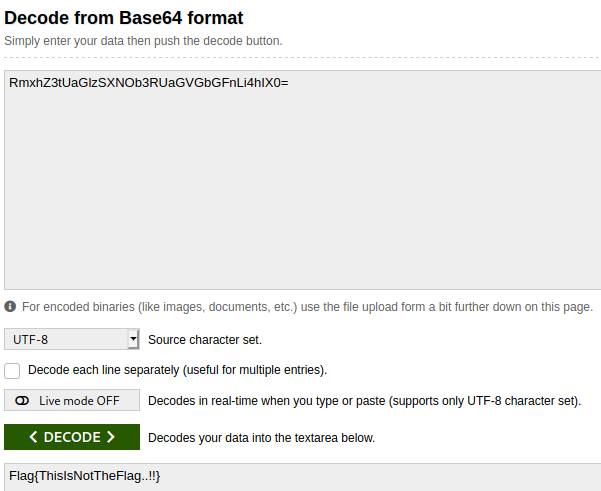 Decode from Base64 format
Simply enter your data then push the decode button.
RmxhZ3tUaGlzSXNOb3RUaGVGbGFnLi4hIX0=
For encoded binaries (like images, documents, etc.) use the file upload form a bit further down on this page.
UTF-8 Source character set.
Decode each line separately (useful for multiple entries).
Live mode OFF Decodes in real-time when you type or paste (supports only UTF-8 character set).
< DECODE > Decodes your data into the textarea below.
Flag{ThisIsNotTheFlag..!!}